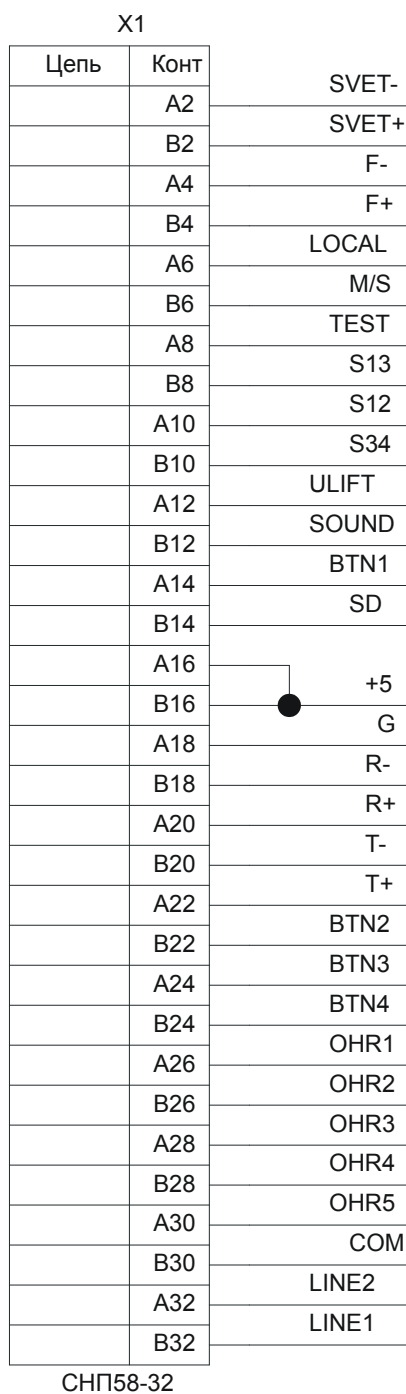 X1
Цепь Конт
SVET-
A2
SVET+
B2
F-
A4
F+
B4
LOCAL
A6
M/S
B6
TEST
A8
S13
B8
S12
A10
S34
B10
ULIFT
A12
SOUND
B12
BTN1
A14
SD
B14
A16
+5
B16
G
A18
R-
B18
R+
A20
T-
B20
T+
A22
BTN2
B22
BTN3
A24
BTN4
B24
OHR1
A26
OHR2
B26
OHR3
A28
OHR4
B28
OHR5
A30
COM
B30
LINE2
A32
LINE1
B32
СНП58-32